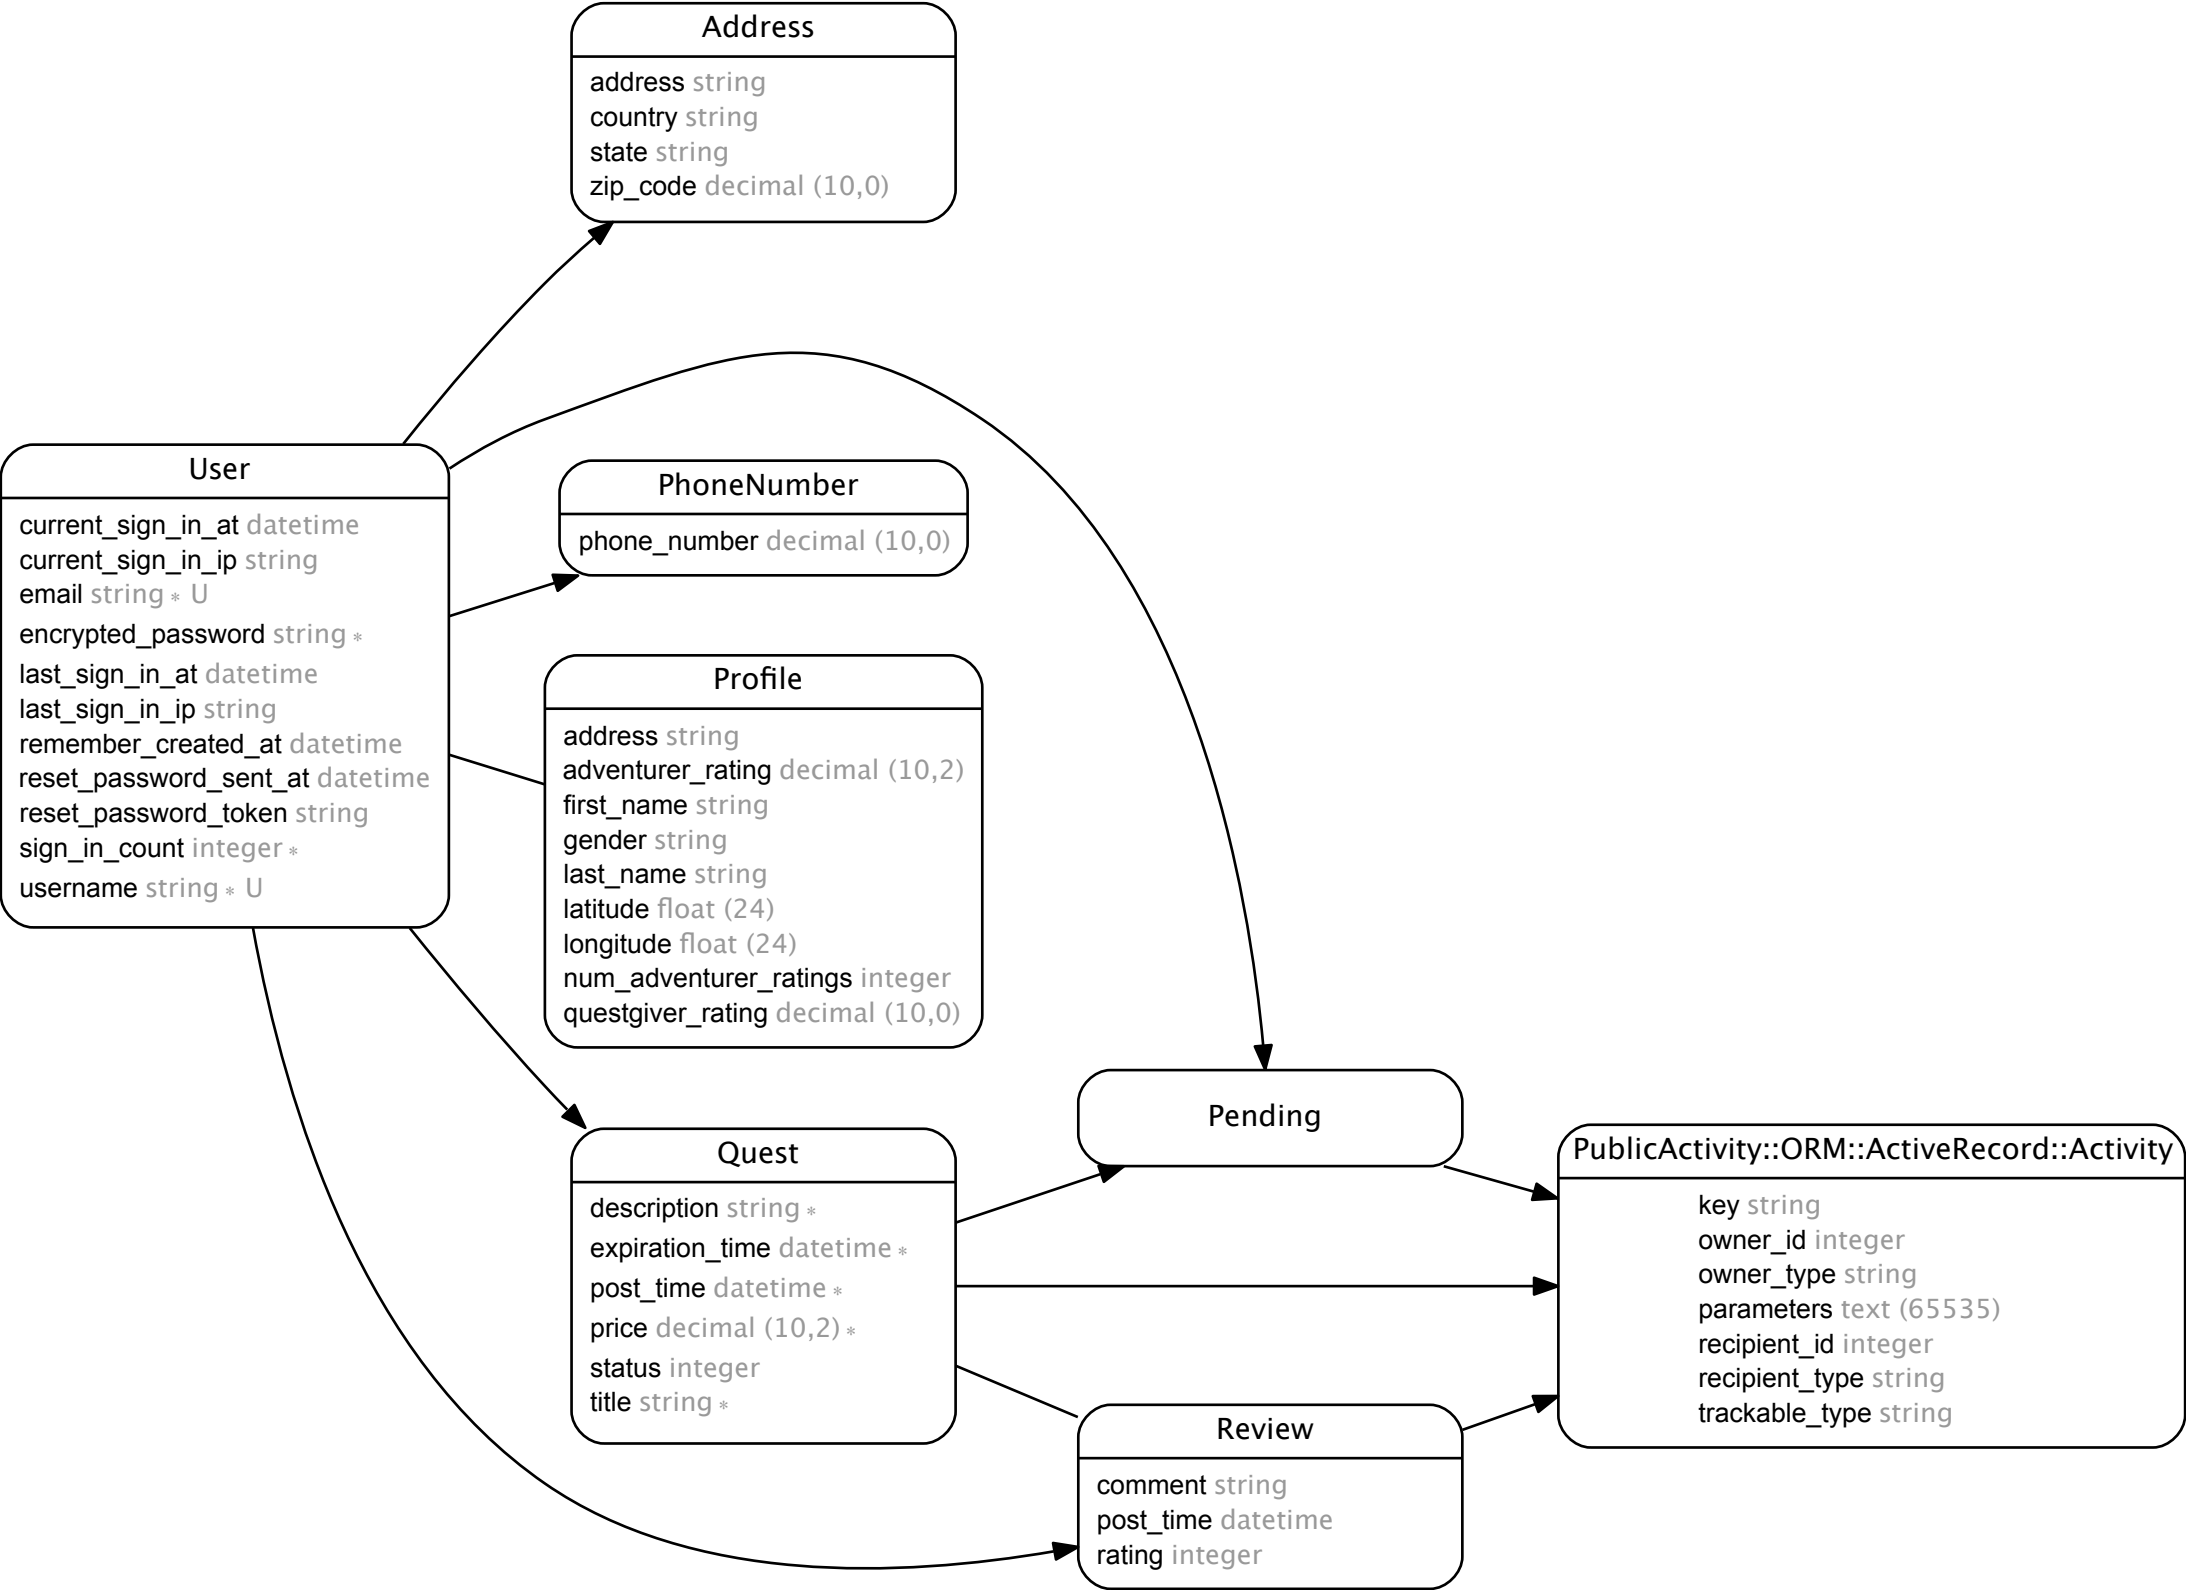 Address
address string
country string
state string
zip_code decimal (10,0)
User
current_sign_in_at datetime
current_sign_in_ip string
email string * U
encrypted_password string *
last_sign_in_at datetime
last_sign_in_ip string
remember_created_at datetime
reset_password_sent_at datetime
reset_password_token string
sign_in_count integer *
username string * U
PhoneNumber
phone_number decimal (10,0)
Profile
address string
adventurer_rating decimal (10,2)
first_name string
gender string
last_name string
latitude float (24)
longitude float (24)
num_adventurer_ratings integer
questgiver_rating decimal (10,0)
Pending
Quest
description string *
expiration_time datetime *
post_time datetime *
price decimal (10,2) *
status integer
title string *
PublicActivity::ORM::ActiveRecord::Activity
key string
owner_id integer
owner_type string
parameters text (65535)
recipient_id integer
recipient_type string
trackable_type string
Review
comment string
post_time datetime
rating integer